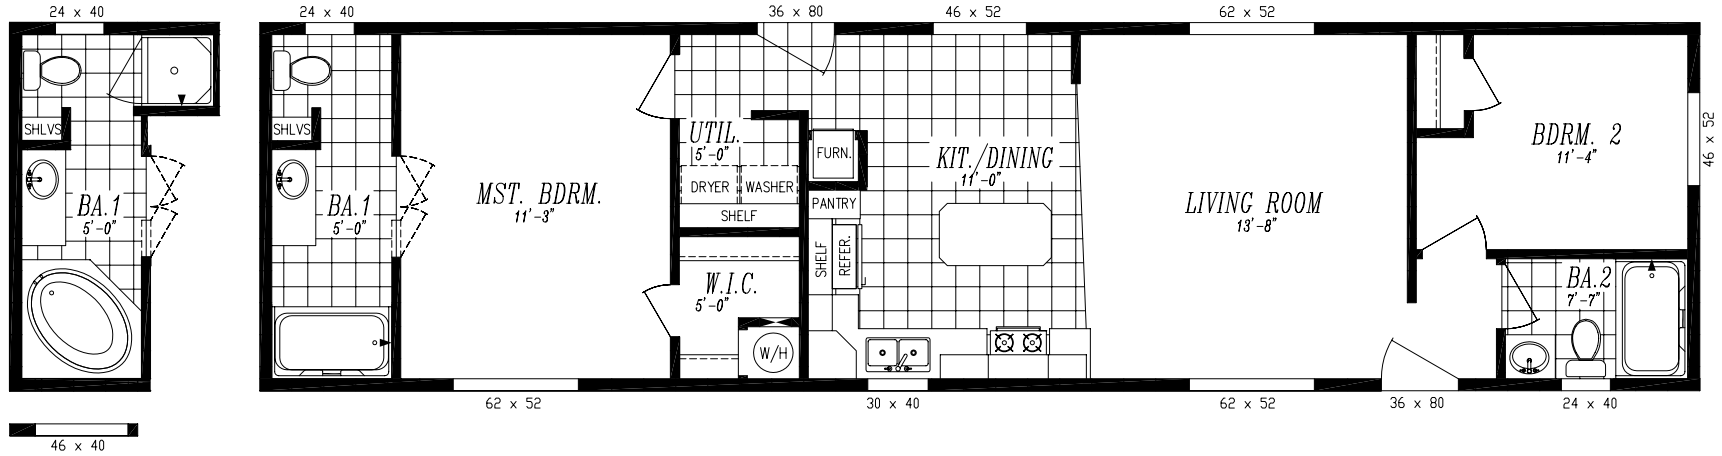 24 x 40
24 x 40
36 x 80
46 x 52
62 x 52
SHLVS
SHLVS
UTIL.
5'-0"
FURN.
KIT./DINING
11'-0"
BDRM. 2
11'-4"
46 x 52
DRYER
WASHER
SHELF
PANTRY
BA.1
5'-0"
BA.1
5'-0"
MST. BDRM.
11'-3"
LIVING ROOM
13'-8"
SHELF
REFER.
W.I.C.
5'-0"
BA.2
7'-7"
W/H
62 x 52
30 x 40
62 x 52
36 x 80
24 x 40
46 x 40